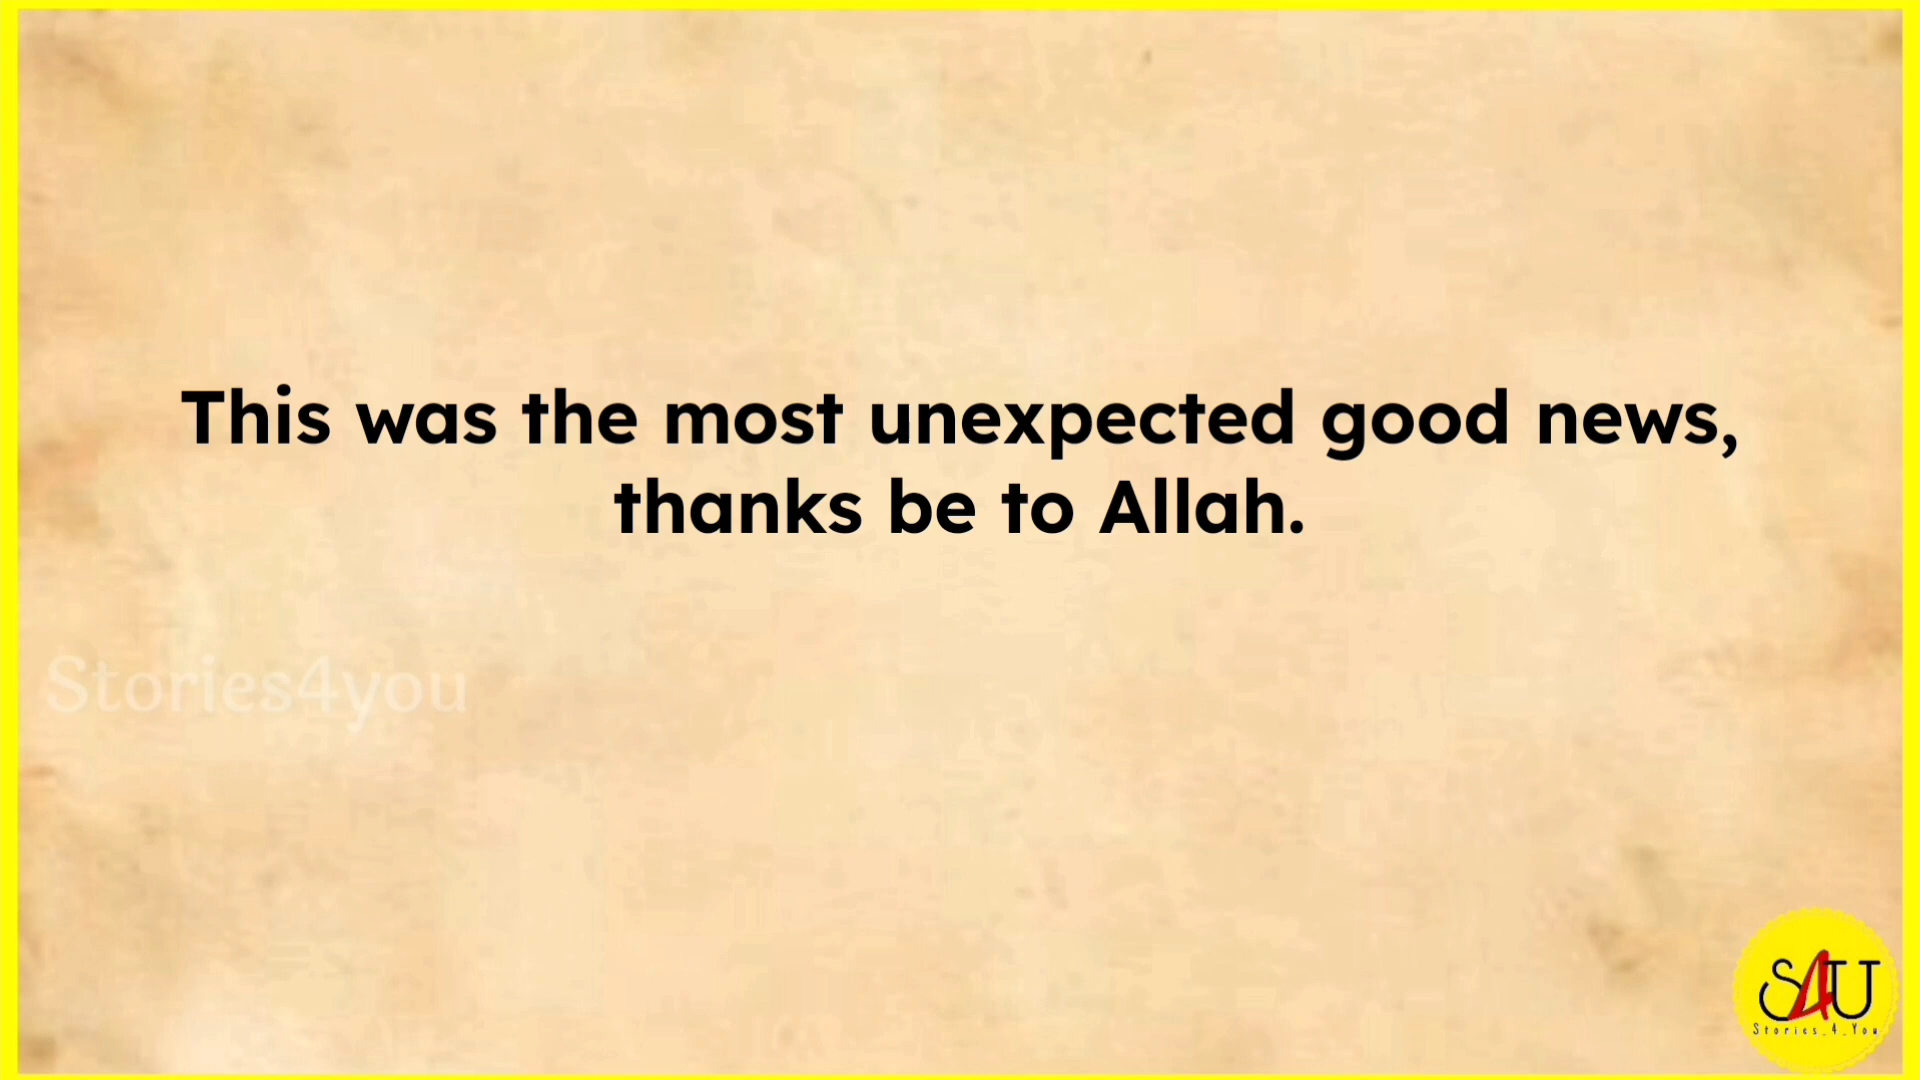 This was the most unexpected good news,
thanks be to Allah.
Stories4you
S4U
Stories_4_You